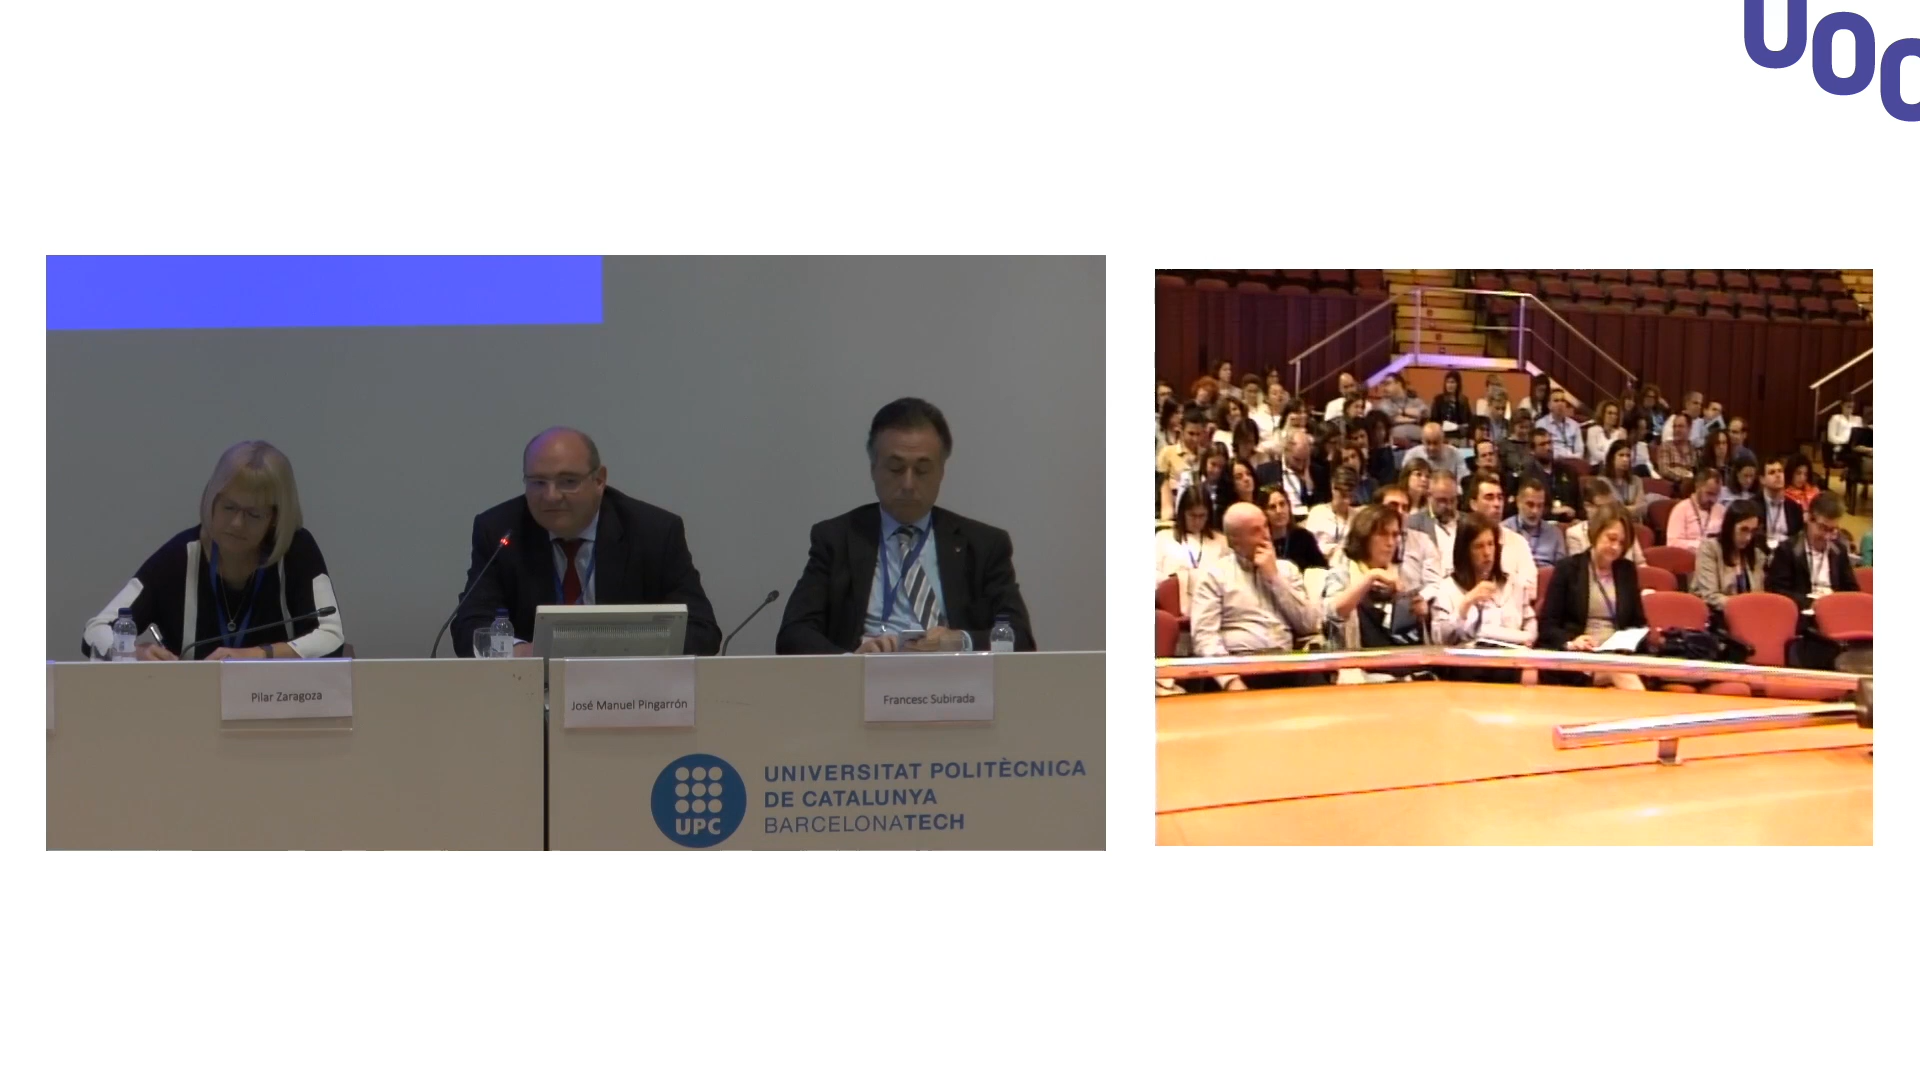 uoc
Pilar Zaragoza
José Manuel Pingarrón
Francesc Subirada
UPC
UNIVERSITAT POLITÈCNICA
DE CATALUNYA
BARCELONATECH